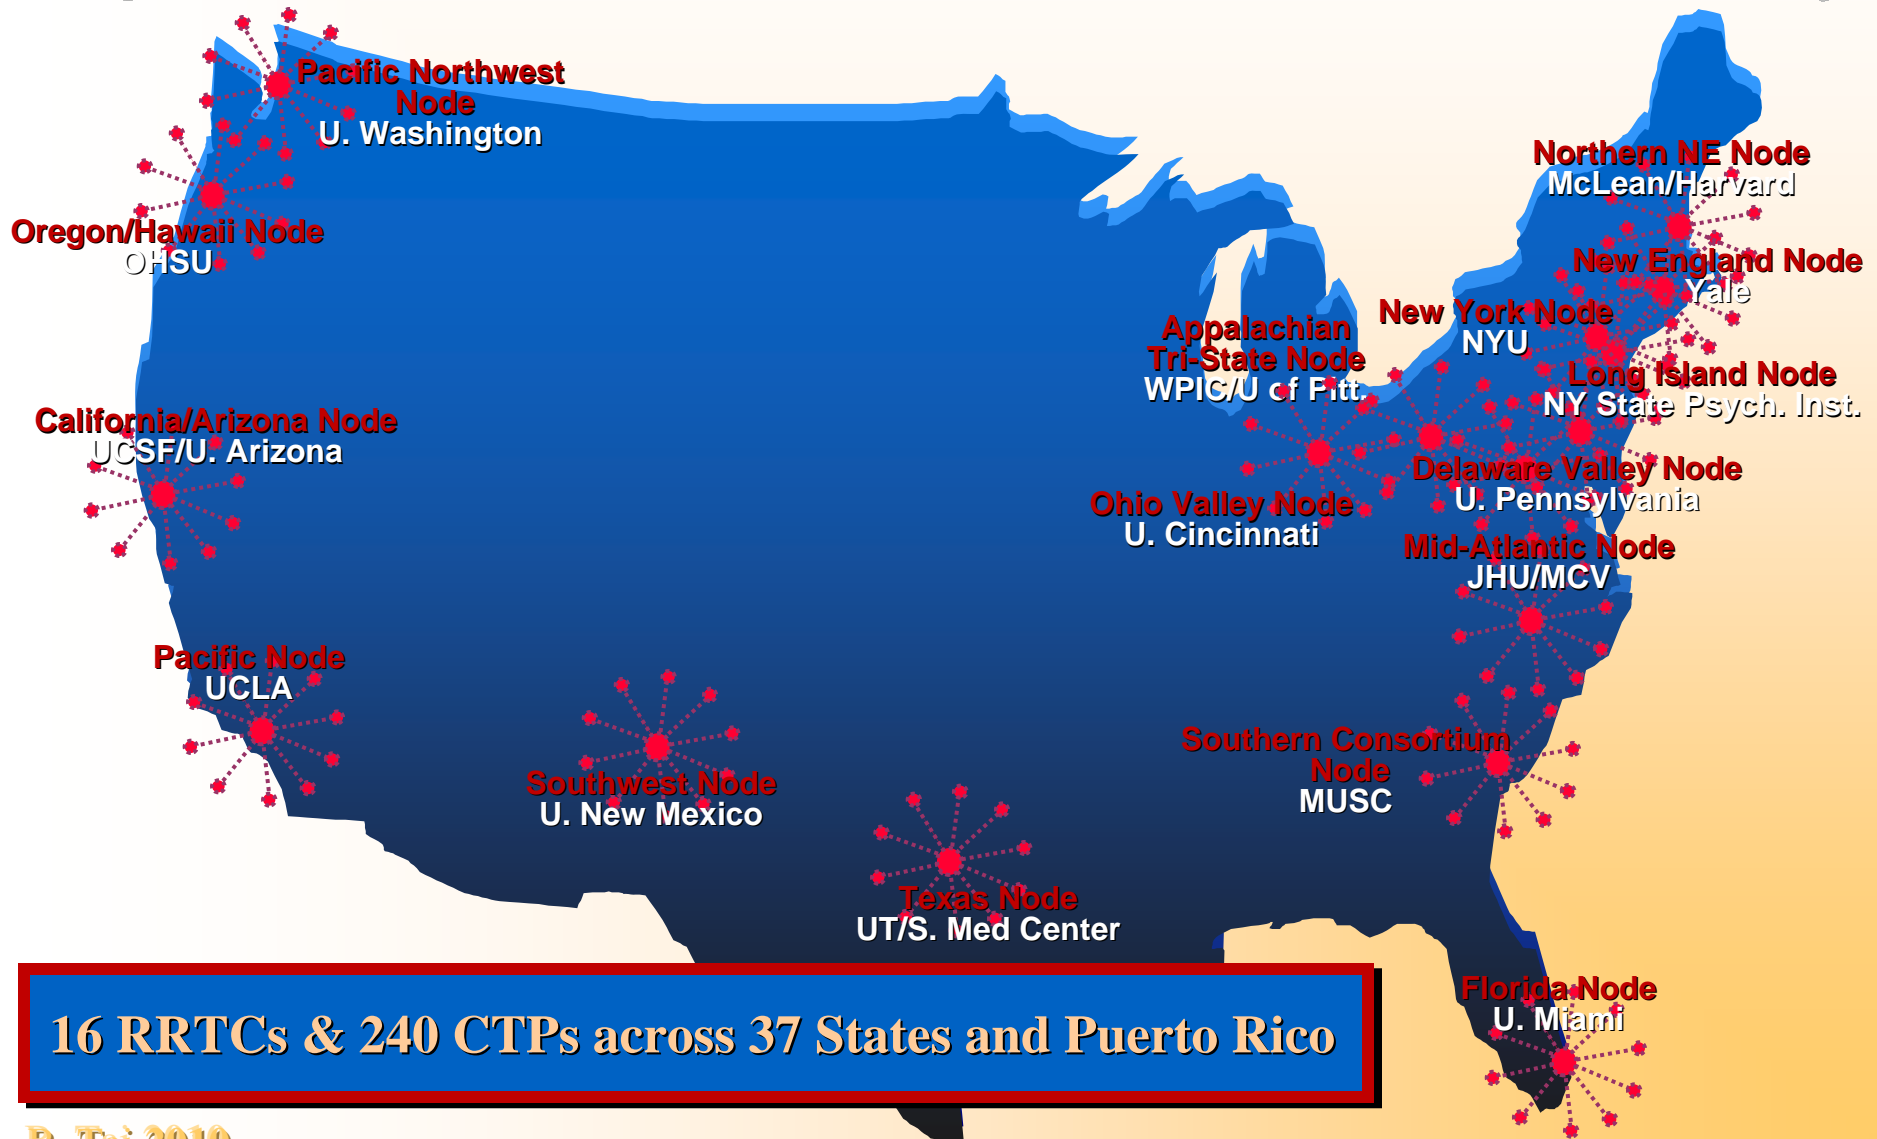 Pacific Northwest
Node
U. Washington
Northern NE Node
McLean/Harvard
Oregon/Hawaii Node
OHSU
New England Node
Yale
New York Node
NYU
Appalachian
Tri-State Node
WPIC/U of Pitt.
Long Island Node
NY State Psych. Inst.
California/Arizona Node
UCSF/U. Arizona
Delaware Valley Node
U. Pennsylvania
Ohio Valley Node
U. Cincinnati
Mid-Atlantic Node
JHU/MCV
Pacific Node
UCLA
Southern Consortium
Node
MUSC
Southwest Node
U. New Mexico
Texas Node
UT/S. Med Center
Florida Node
U. Miami
16 RRTCs & 240 CTPs across 37 States and Puerto Rico